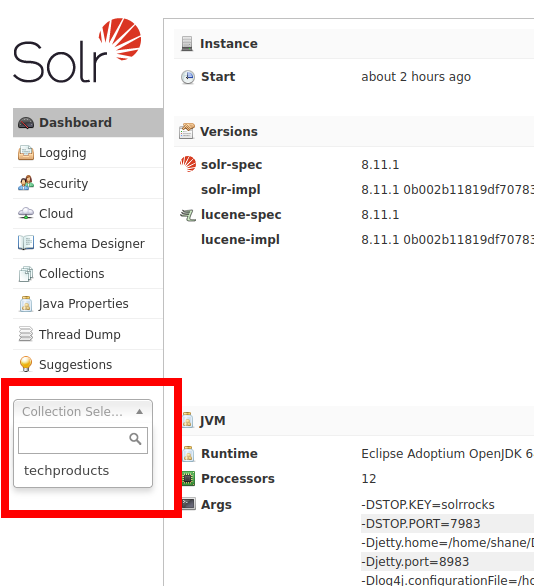 Solr
Dashboard
Logging
Security
Cloud
Schema Designer
Collections
Java Properties
Thread Dump
Suggestions
Collection Sele...
techproducts
Instance
Start about 2 hours ago
Versions
solr-spec 8.11.1
solr-impl 8.11.1 0b002b11819df70783
lucene-spec 8.11.1
lucene-impl 8.11.1 0b002b11819df70783
JVM
Runtime Eclipse Adoptium OpenJDK 6
Processors 12
Args -DSTOP.KEY=solrrocks
-DSTOP.PORT=7983
-Djetty.home=/home/shane/D
-Djetty.port=8983
-Dlog4j.configurationFile=/ho